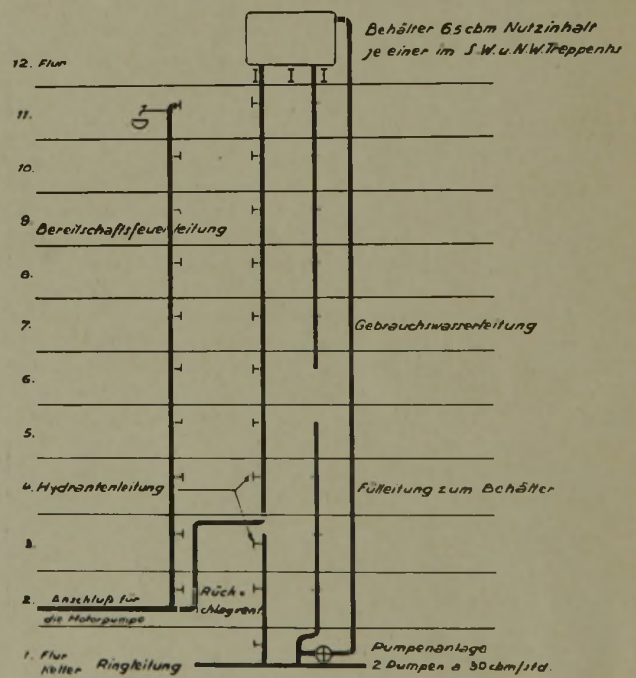 Behälter 6.5 cbm Nutzinhalt
je einer im S.W. u. N.W. Treppenhs
12. Flur
11.
10.
9. Bereitschaftsfeuerleitung
8.
7. Gebrauchswasserleitung
6.
5.
4. Hydrantenleitung
Fülleitung zum Behälter
3.
2. Anschluß für
die Motorpumpe
Rück-
schlagvent.
1. Flur
Keller Ringleitung
Pumpenanlage
2 Pumpen a 30 cbm/std.